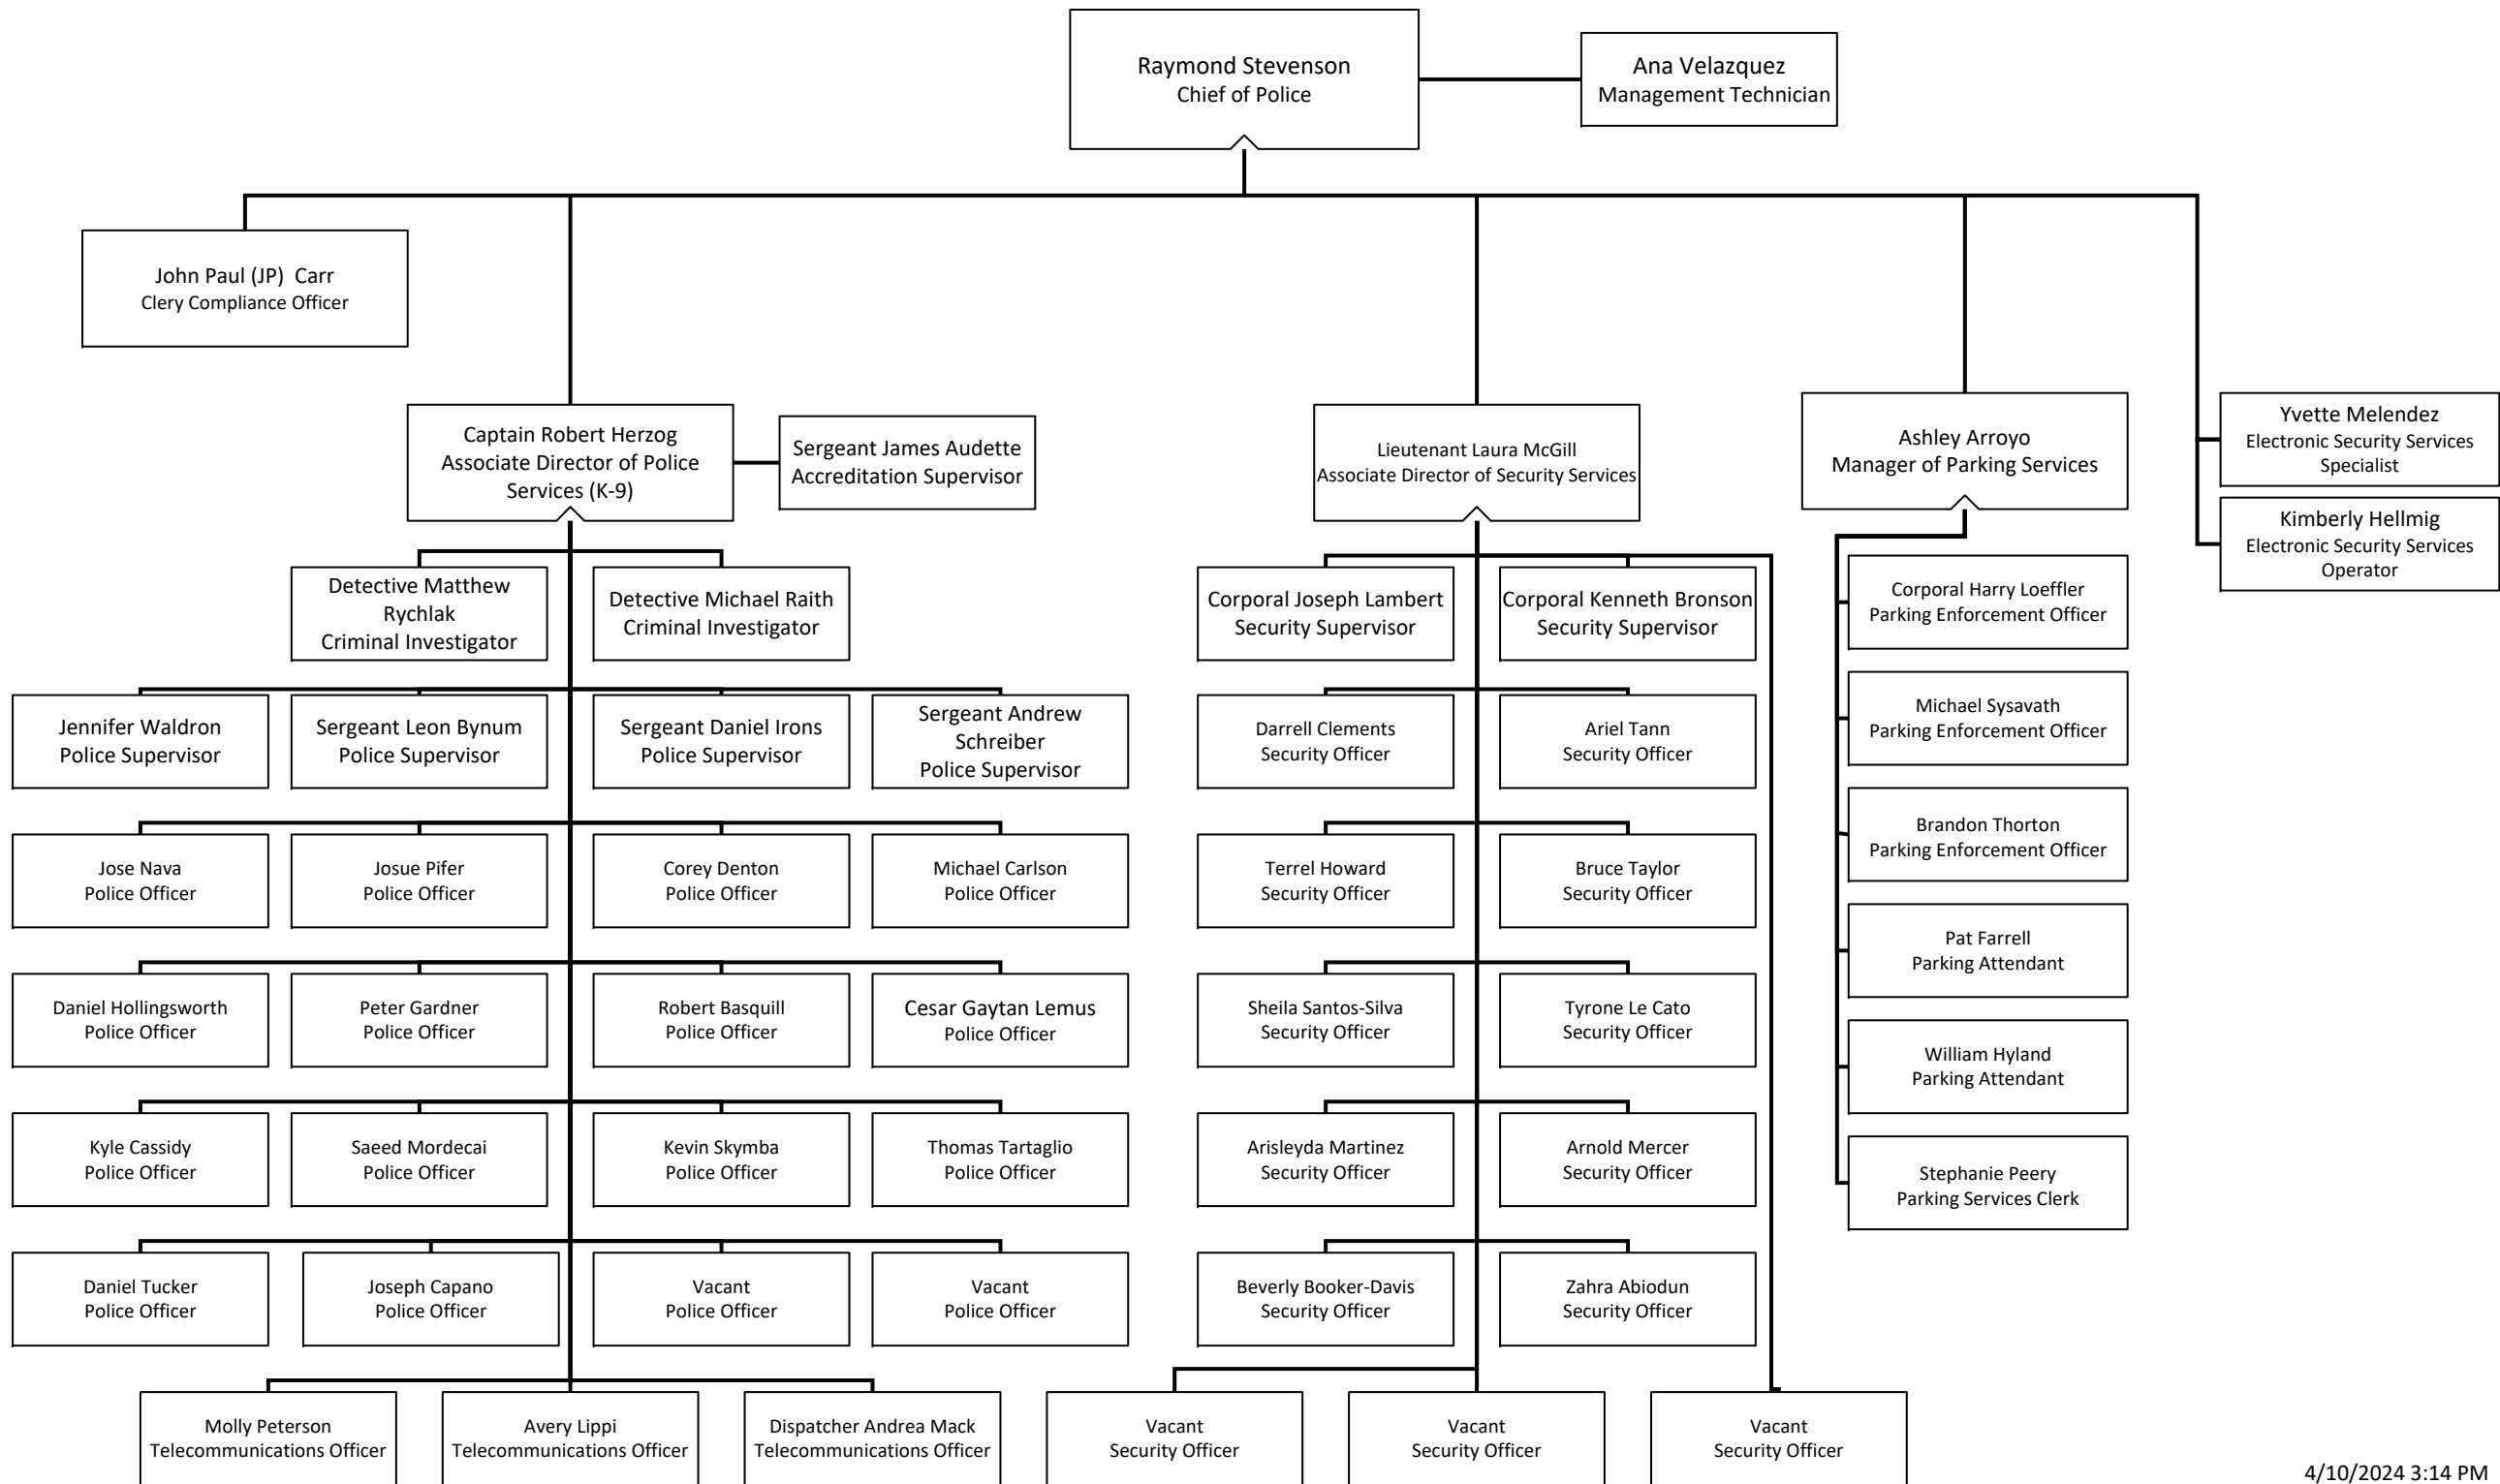 Raymond Stevenson
Chief of Police
Ana Velazquez
Management Technician
John Paul (JP)  Carr
Clery Compliance Officer
Captain Robert Herzog
Associate Director of Police
Services (K-9)
Sergeant James Audette
Accreditation Supervisor
Lieutenant Laura McGill
Associate Director of Security Services
Ashley Arroyo
Manager of Parking Services
Yvette Melendez
Electronic Security Services
Specialist
Kimberly Hellmig
Electronic Security Services
Operator
Detective Matthew
Rychlak
Criminal Investigator
Detective Michael Raith
Criminal Investigator
Corporal Joseph Lambert
Security Supervisor
Corporal Kenneth Bronson
Security Supervisor
Corporal Harry Loeffler
Parking Enforcement Officer
Jennifer Waldron
Police Supervisor
Sergeant Leon Bynum
Police Supervisor
Sergeant Daniel Irons
Police Supervisor
Sergeant Andrew
Schreiber
Police Supervisor
Darrell Clements
Security Officer
Ariel Tann
Security Officer
Michael Sysavath
Parking Enforcement Officer
Jose Nava
Police Officer
Josue Pifer
Police Officer
Corey Denton
Police Officer
Michael Carlson
Police Officer
Terrel Howard
Security Officer
Bruce Taylor
Security Officer
Brandon Thorton
Parking Enforcement Officer
Pat Farrell
Parking Attendant
Daniel Hollingsworth
Police Officer
Peter Gardner
Police Officer
Robert Basquill
Police Officer
Cesar Gaytan Lemus
Police Officer
Sheila Santos-Silva
Security Officer
Tyrone Le Cato
Security Officer
William Hyland
Parking Attendant
Kyle Cassidy
Police Officer
Saeed Mordecai
Police Officer
Kevin Skymba
Police Officer
Thomas Tartaglio
Police Officer
Arisleyda Martinez
Security Officer
Arnold Mercer
Security Officer
Stephanie Peery
Parking Services Clerk
Daniel Tucker
Police Officer
Joseph Capano
Police Officer
Vacant
Police Officer
Vacant
Police Officer
Beverly Booker-Davis
Security Officer
Zahra Abiodun
Security Officer
Molly Peterson
Telecommunications Officer
Avery Lippi
Telecommunications Officer
Dispatcher Andrea Mack
Telecommunications Officer
Vacant
Security Officer
Vacant
Security Officer
Vacant
Security Officer
4/10/2024 3:14 PM